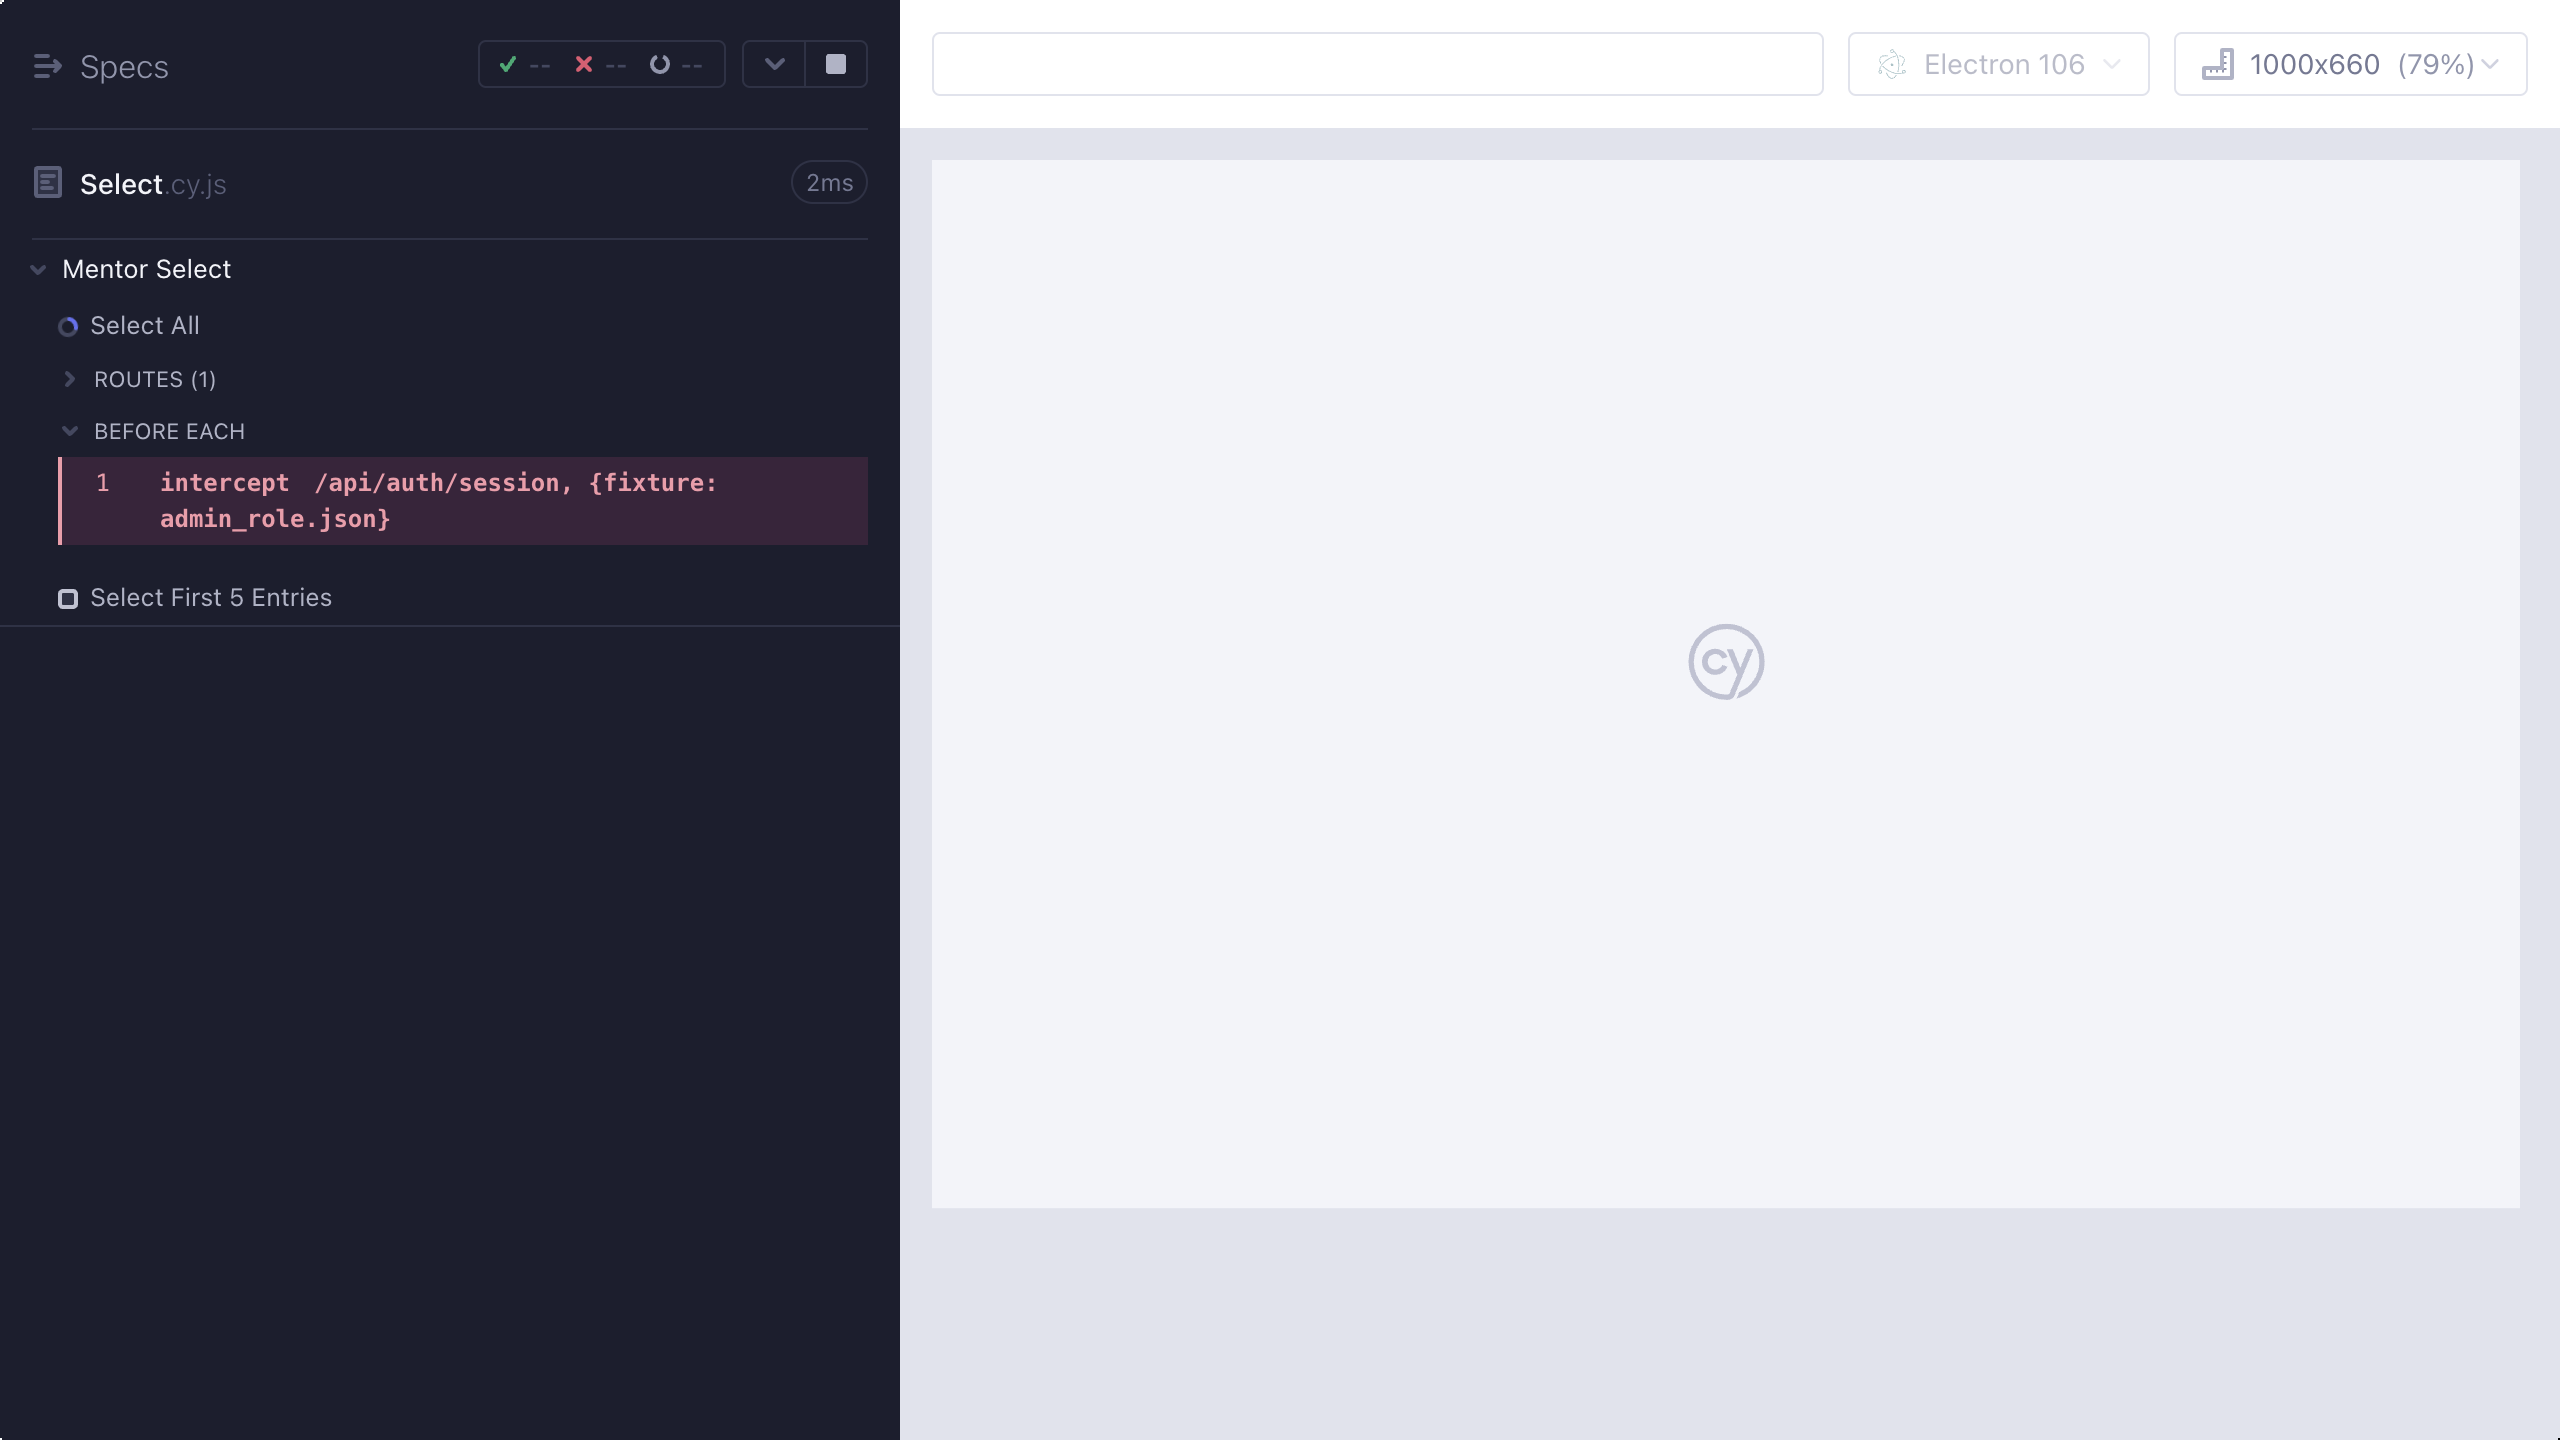 Specs
-- -- --
Select.cy.js
2ms
Mentor Select
Select All
ROUTES (1)
BEFORE EACH
1 intercept /api/auth/session, {fixture:
admin_role.json}
Select First 5 Entries
Electron 106
1000x660 (79%)
cy